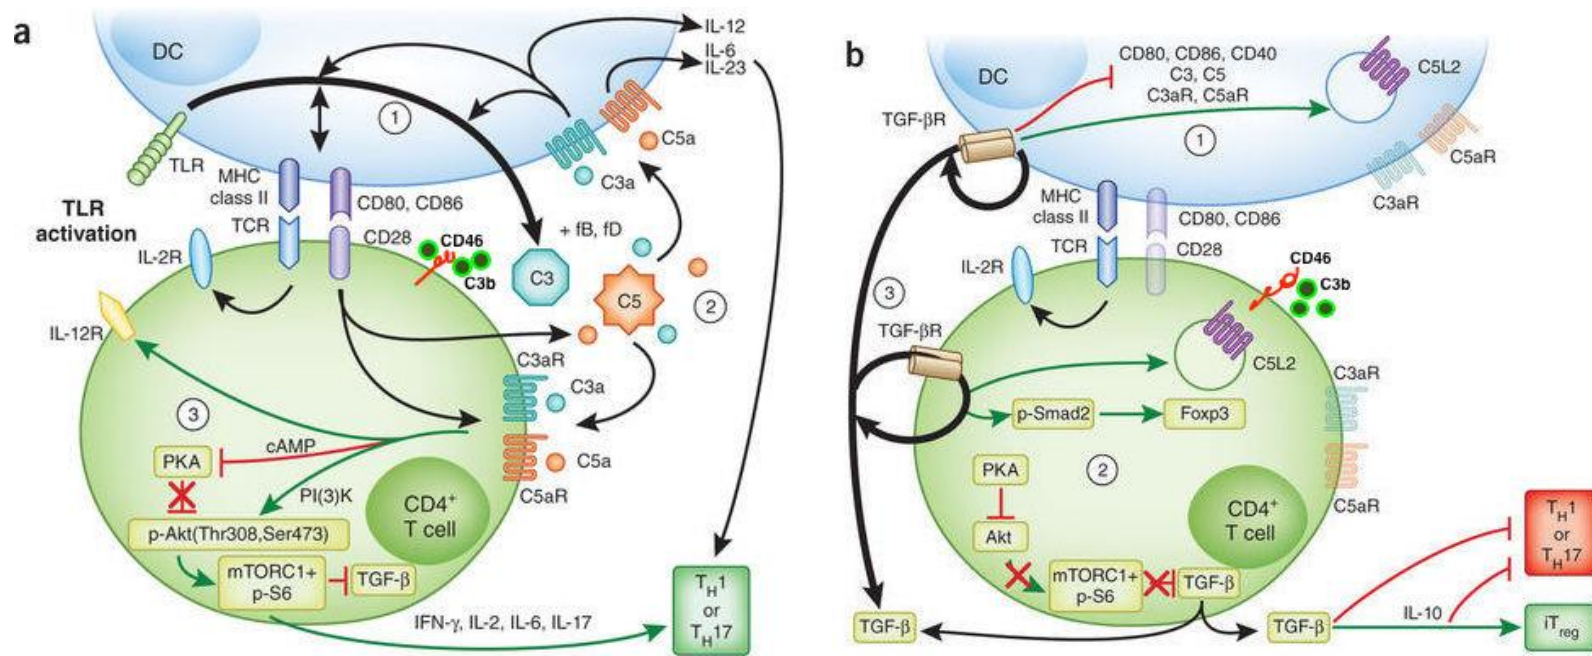 a
DC
IL-12
IL-6
IL-23
1
TLR
C5a
C3a
MHC
class II
CD80, CD86
TLR
activation
TCR
CD28
+ fB, fD
CD46
IL-2R
C3b
C3
C5
2
IL-12R
C3aR
C3a
3
cAMP
PKA
C5a
C5aR
PI(3)K
CD4+
T cell
p-Akt(Thr308,Ser473)
mTORC1+
p-S6
TGF-β
TH1
or
TH17
IFN-γ, IL-2, IL-6, IL-17
b
DC
CD80, CD86, CD40
C3, C5
C3aR, C5aR
C5L2
TGF-βR
1
C5aR
C3aR
MHC
class II
CD80, CD86
TCR
CD28
IL-2R
CD46
C3b
3
TGF-βR
C5L2
C3aR
p-Smad2
Foxp3
PKA
2
C5aR
CD4+
T cell
Akt
mTORC1+
p-S6
TGF-β
TH1
or
TH17
TGF-β
TGF-β
IL-10
iTreg